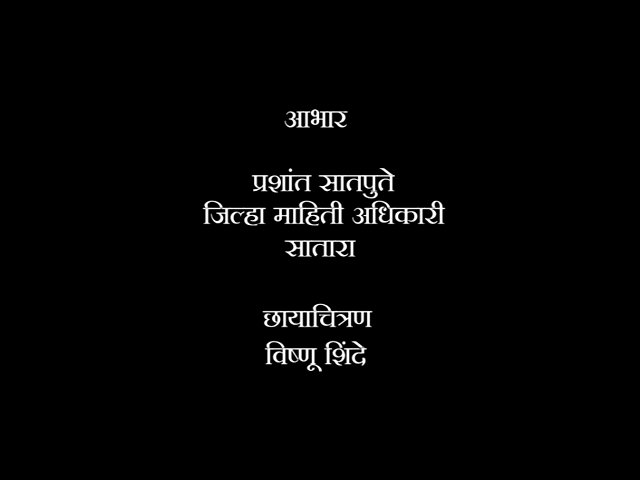 आभार
प्रशांत सातपुते
जिल्हा माहिती अधिकारी
सातारा
छायाचित्रण
विष्णू शिंदे